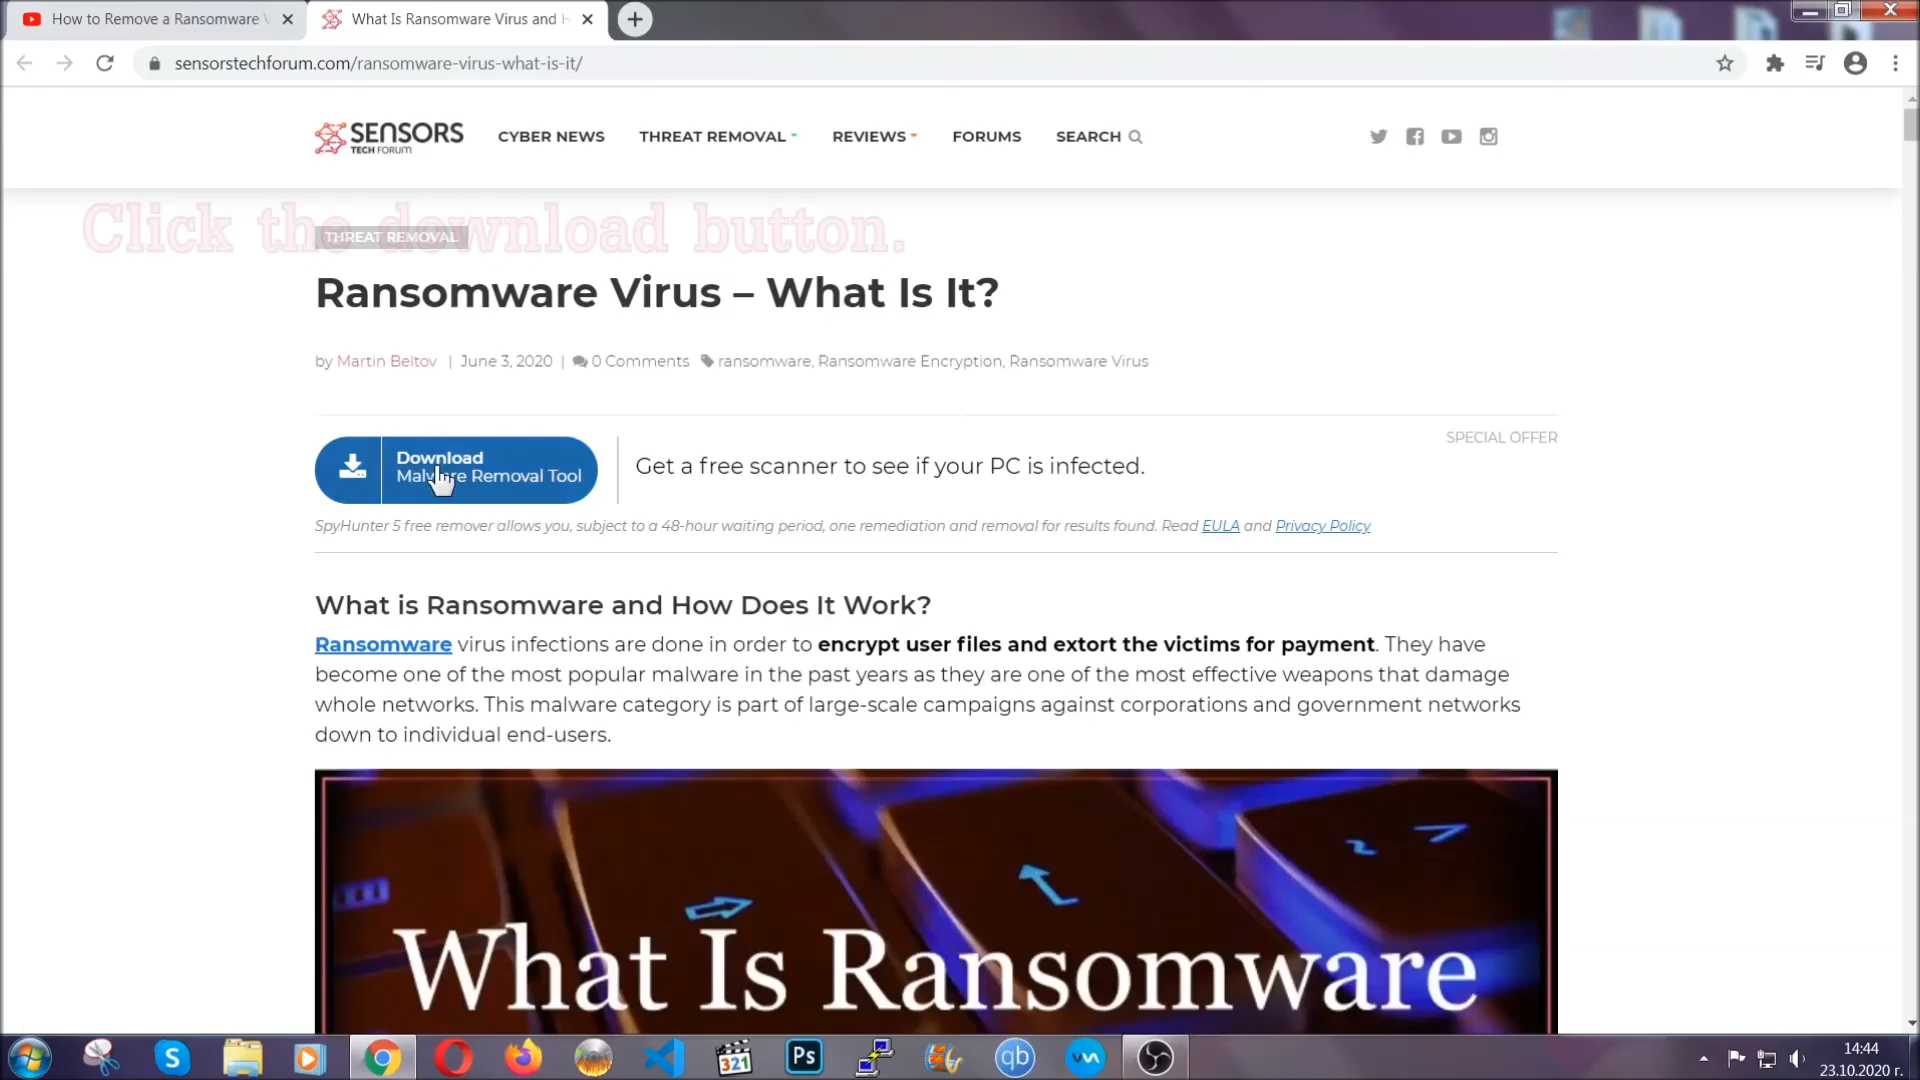 How to Remove a Ransomware V
What Is Ransomware Virus and H
sensorstechforum.com/ransomware-virus-what-is-it/
SENSORS
TECH FORUM
CYBER NEWS
THREAT REMOVAL
REVIEWS
FORUMS
SEARCH
Click the download button.
THREAT REMOVAL
Ransomware Virus – What Is It?
by Martin Beltov | June 3, 2020 | 0 Comments ransomware, Ransomware Encryption, Ransomware Virus
SPECIAL OFFER
Download
Malware Removal Tool
Get a free scanner to see if your PC is infected.
SpyHunter 5 free remover allows you, subject to a 48-hour waiting period, one remediation and removal for results found. Read EULA and Privacy Policy
What is Ransomware and How Does It Work?
Ransomware virus infections are done in order to encrypt user files and extort the victims for payment. They have
become one of the most popular malware in the past years as they are one of the most effective weapons that damage
whole networks. This malware category is part of large-scale campaigns against corporations and government networks
down to individual end-users.
What Is Ransomware
S
321
Ps
qb
14:44
23.10.2020 г.